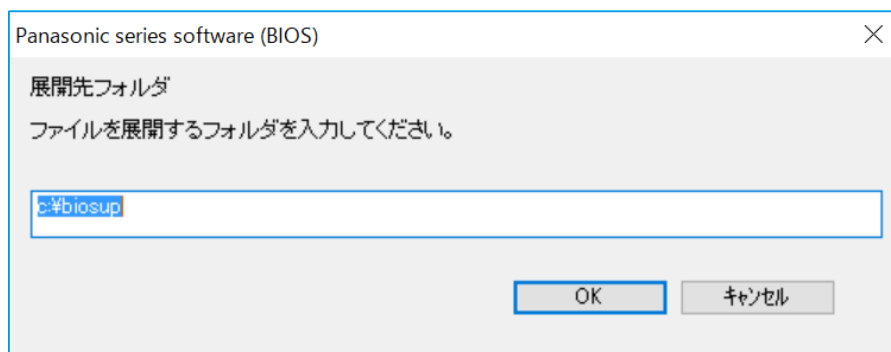 Panasonic series software (BIOS)
展開先フォルダ
ファイルを展開するフォルダを入力してください。
c:¥biosup
OK
キャンセル